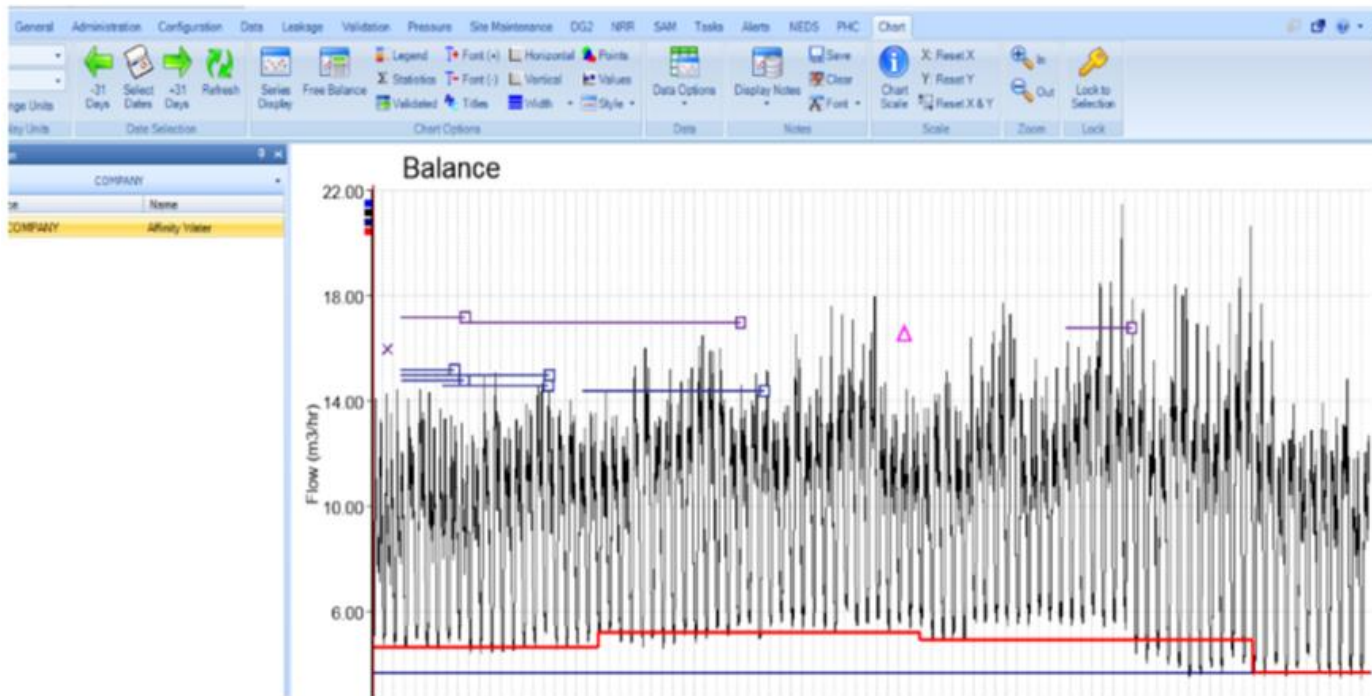 General Administration Configuration Data Leakage Validation Pressure Site Maintenance DG2 NRR SAM Tasks Alerts NEDS PHC Chart
Legend Font (+) Horizontal Points Save X: Reset X In
-31 Select +31 Refresh Series Free Balance Statistics Font (-) Vertical Values Data Options Display Notes Clear Chart Y: Reset Y Out Lock to
Days Dates Days Display Validated Titles Width Style Font Scale Reset X & Y Selection
nge Units
lay Units Date Selection Chart Options Data Notes Scale Zoom Lock
COMPANY
Name
COMPANY Affinity Water
Balance
22.00
18.00
14.00
10.00
6.00
Flow (m3/hr)